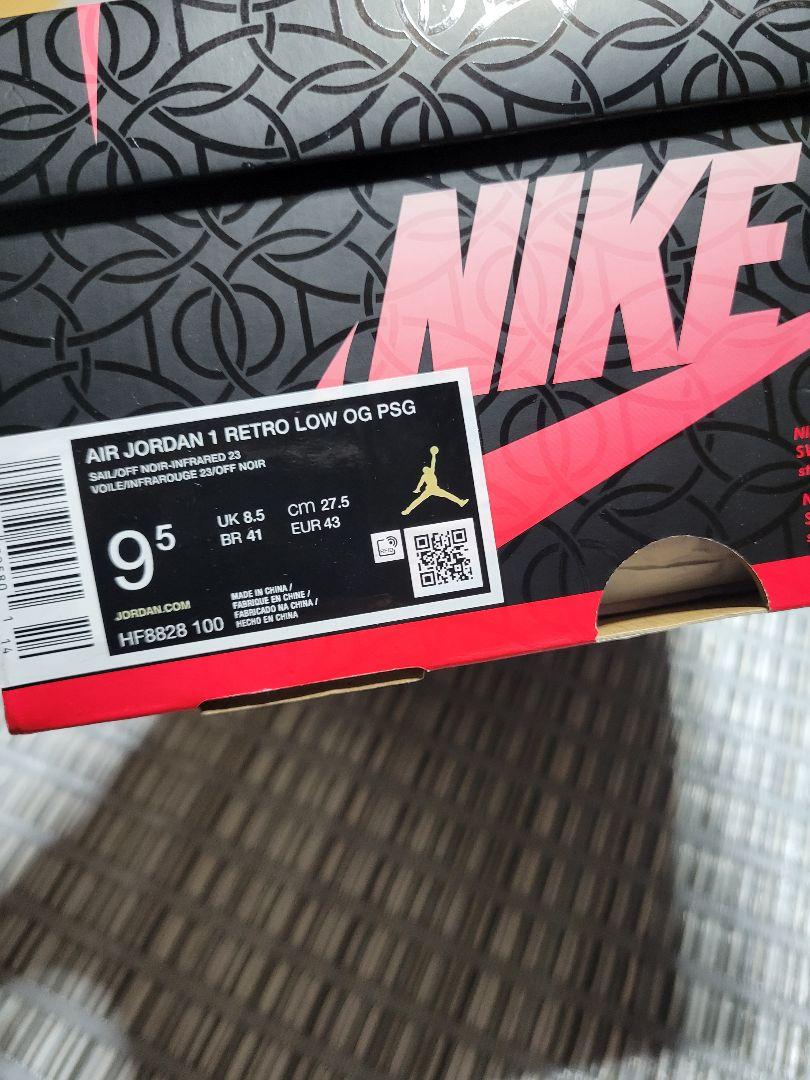 NIKE
AIR JORDAN 1 RETRO LOW OG PSG
SAIL/OFF NOIR-INFRARED 23
VOILE/INFRAROUGE 23/OFF NOIR
9⁵
UK 8.5 cm 27.5
BR 41 EUR 43
JORDAN.COM
HF8828 100
MADE IN CHINA /
FABRIQUE EN CHINE /
FABRICADO NA CHINA /
HECHO EN CHINA